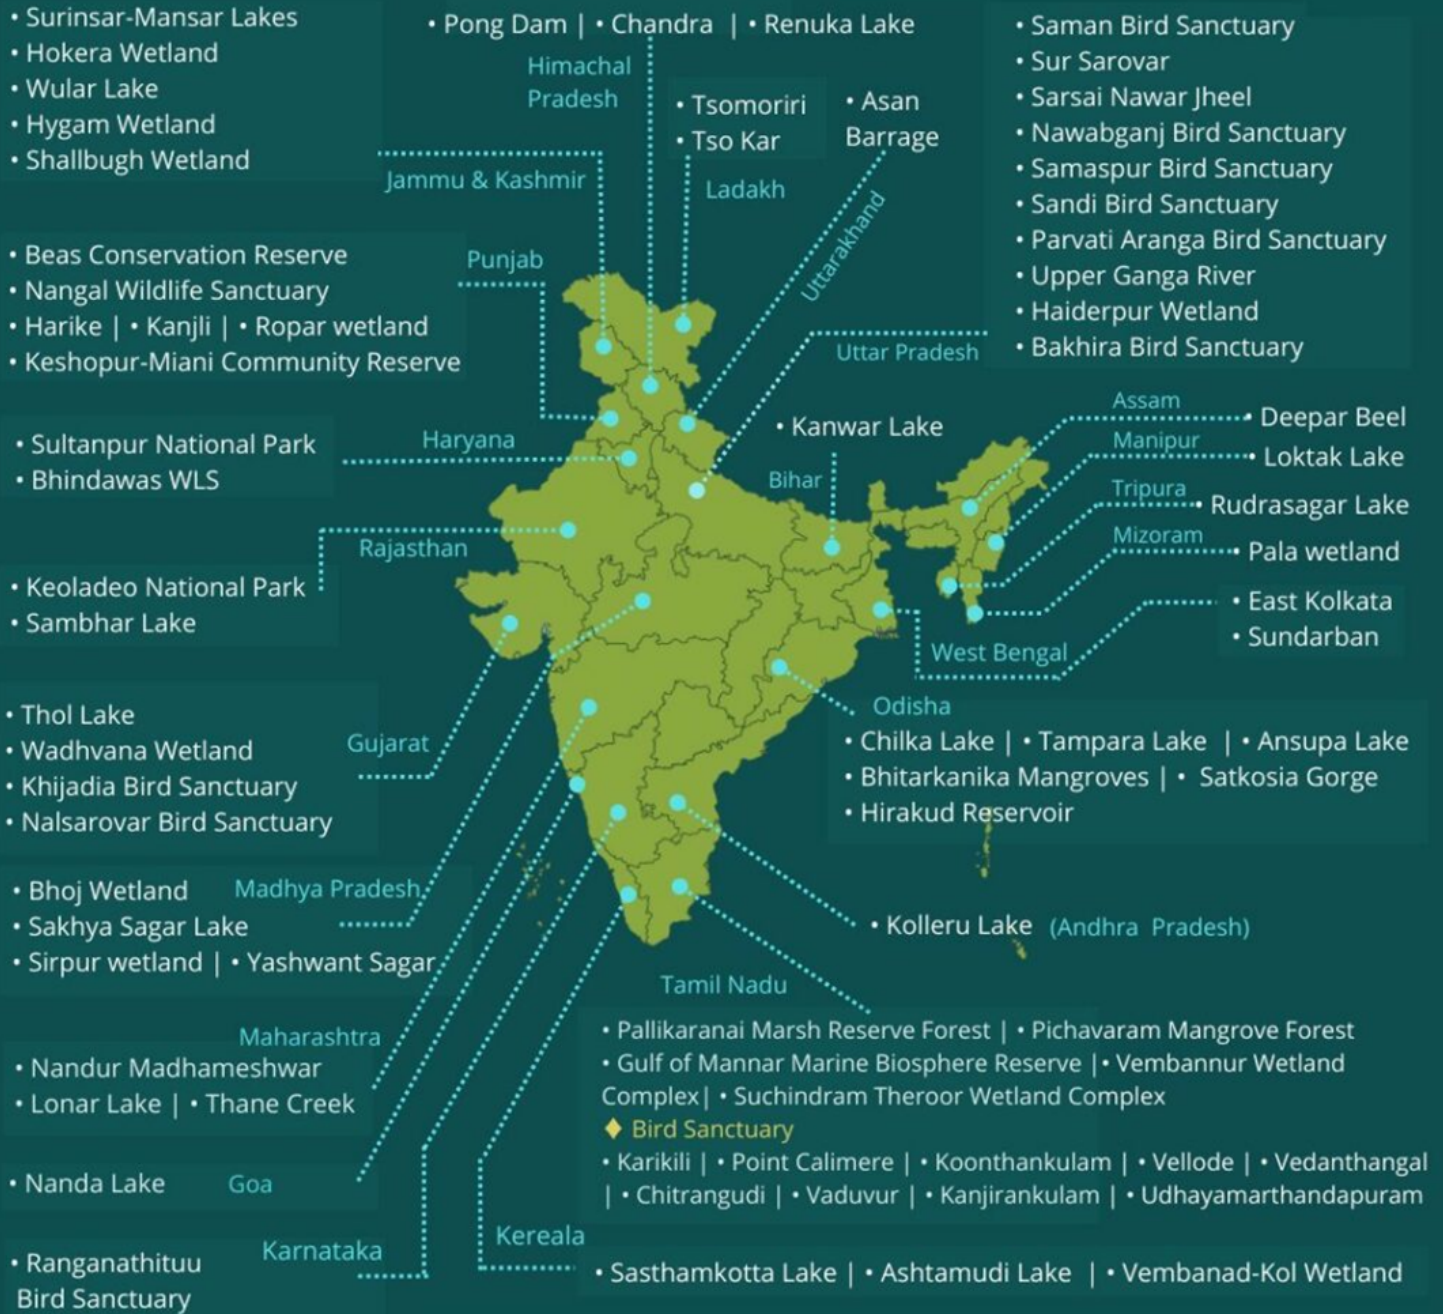 • Surinsar-Mansar Lakes
• Hokera Wetland
• Wular Lake
• Hygam Wetland
• Shallbugh Wetland
Jammu & Kashmir
• Pong Dam | • Chandra | • Renuka Lake
Himachal
Pradesh
• Tsomoriri
• Tso Kar
Ladakh
• Asan
Barrage
Uttarakhand
• Saman Bird Sanctuary
• Sur Sarovar
• Sarsai Nawar Jheel
• Nawabganj Bird Sanctuary
• Samaspur Bird Sanctuary
• Sandi Bird Sanctuary
• Parvati Aranga Bird Sanctuary
• Upper Ganga River
• Haiderpur Wetland
• Bakhira Bird Sanctuary
Uttar Pradesh
• Beas Conservation Reserve
• Nangal Wildlife Sanctuary
• Harike | • Kanjli | • Ropar wetland
• Keshopur-Miani Community Reserve
Punjab
• Sultanpur National Park
• Bhindawas WLS
Haryana
• Kanwar Lake
Bihar
Assam
• Deepar Beel
Manipur
• Loktak Lake
Tripura
• Rudrasagar Lake
Mizoram
• Pala wetland
• East Kolkata
• Sundarban
West Bengal
Rajasthan
• Keoladeo National Park
• Sambhar Lake
• Thol Lake
• Wadhvana Wetland
• Khijadia Bird Sanctuary
• Nalsarovar Bird Sanctuary
Gujarat
Odisha
• Chilka Lake | • Tampara Lake | • Ansupa Lake
• Bhitarkanika Mangroves | • Satkosia Gorge
• Hirakud Reservoir
• Bhoj Wetland
Madhya Pradesh
• Sakhya Sagar Lake
• Sirpur wetland | • Yashwant Sagar
• Kolleru Lake (Andhra Pradesh)
Maharashtra
• Nandur Madhameshwar
• Lonar Lake | • Thane Creek
Tamil Nadu
• Pallikaranai Marsh Reserve Forest | • Pichavaram Mangrove Forest
• Gulf of Mannar Marine Biosphere Reserve |• Vembannur Wetland
Complex| • Suchindram Theroor Wetland Complex
♦ Bird Sanctuary
• Karikili | • Point Calimere | • Koonthankulam | • Vellode | • Vedanthangal
| • Chitrangudi | • Vaduvur | • Kanjirankulam | • Udhayamarthandapuram
• Nanda Lake Goa
Karnataka
• Ranganathituu
Bird Sanctuary
Kereala
• Sasthamkotta Lake | • Ashtamudi Lake | • Vembanad-Kol Wetland